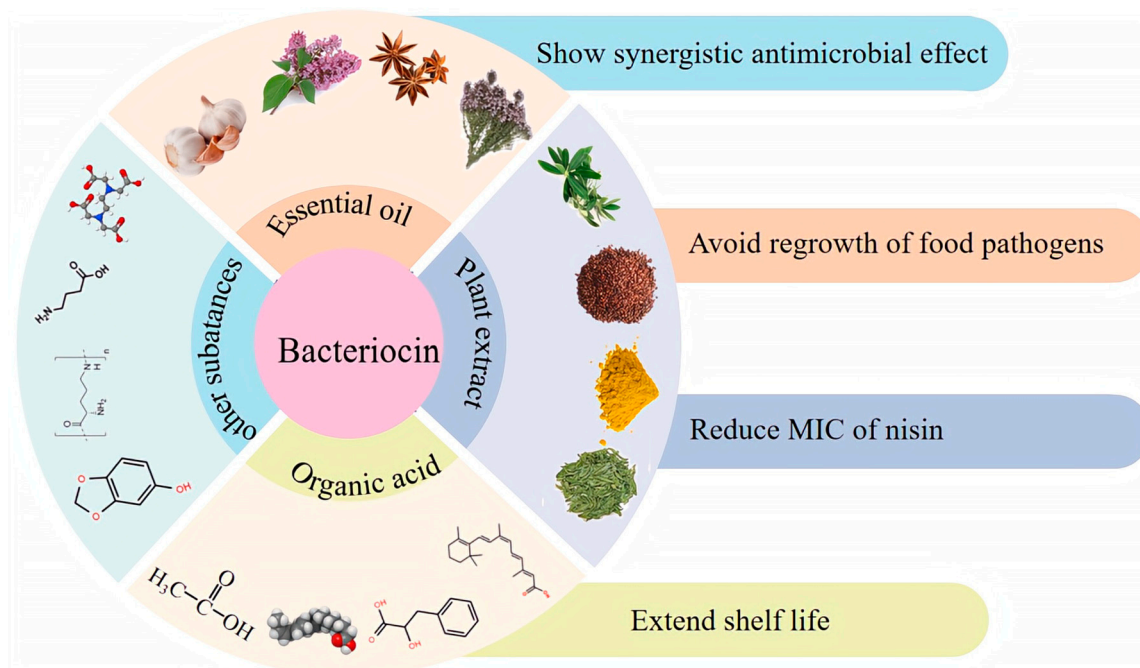 Show synergistic antimicrobial effect
Essential oil
Avoid regrowth of food pathogens
Plant extract
other subatances
Bacteriocin
Reduce MIC of nisin
Organic acid
Extend shelf life
OH
O
H₂N
n
N
H
NH₂
O
O
O
OH
H₃C
C
O
OH
OH
O
OH